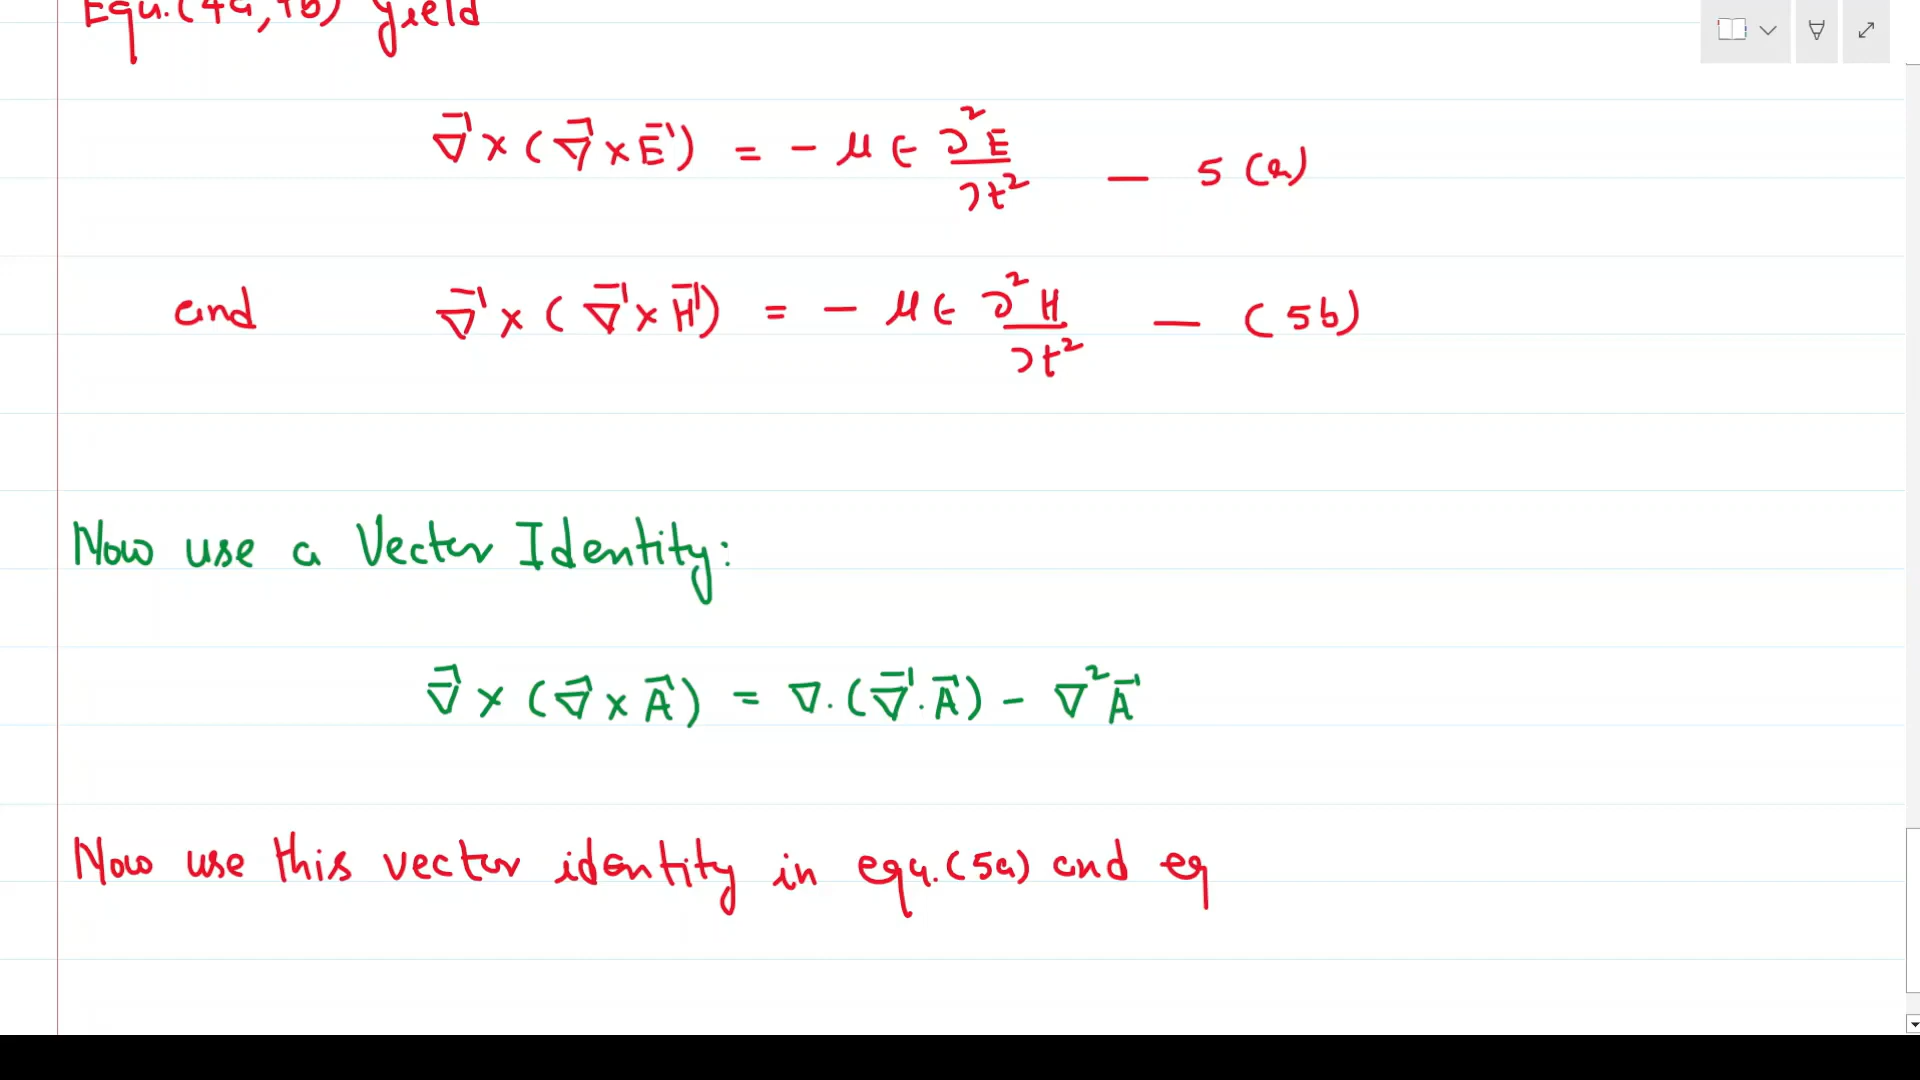 Equ.(4a,4b) yield
∇⃗ × (∇⃗ × E⃗) = - μ ∈ ∂²E/∂t² — 5(a)
and ∇⃗ × (∇⃗ × H⃗) = - μ ∈ ∂²H/∂t² — (5b)
Now use a Vector Identity:
∇⃗ × (∇⃗ × A⃗) = ∇.(∇⃗.A⃗) - ∇²A⃗
Now use this vector identity in equ.(5a) and eq